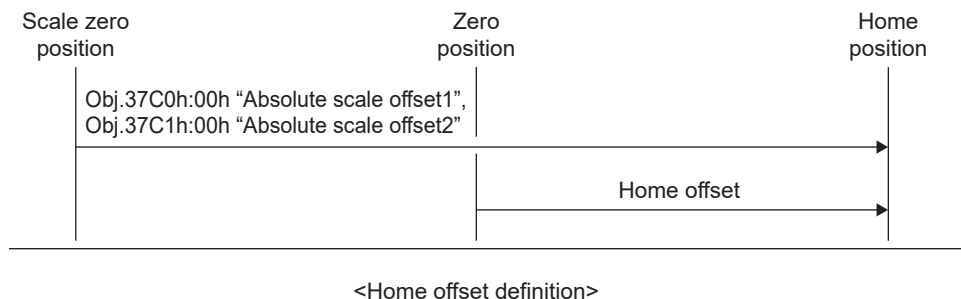 Scale zero
position
Zero
position
Home
position
Obj.37C0h:00h “Absolute scale offset1”,
Obj.37C1h:00h “Absolute scale offset2”
Home offset
<Home offset definition>